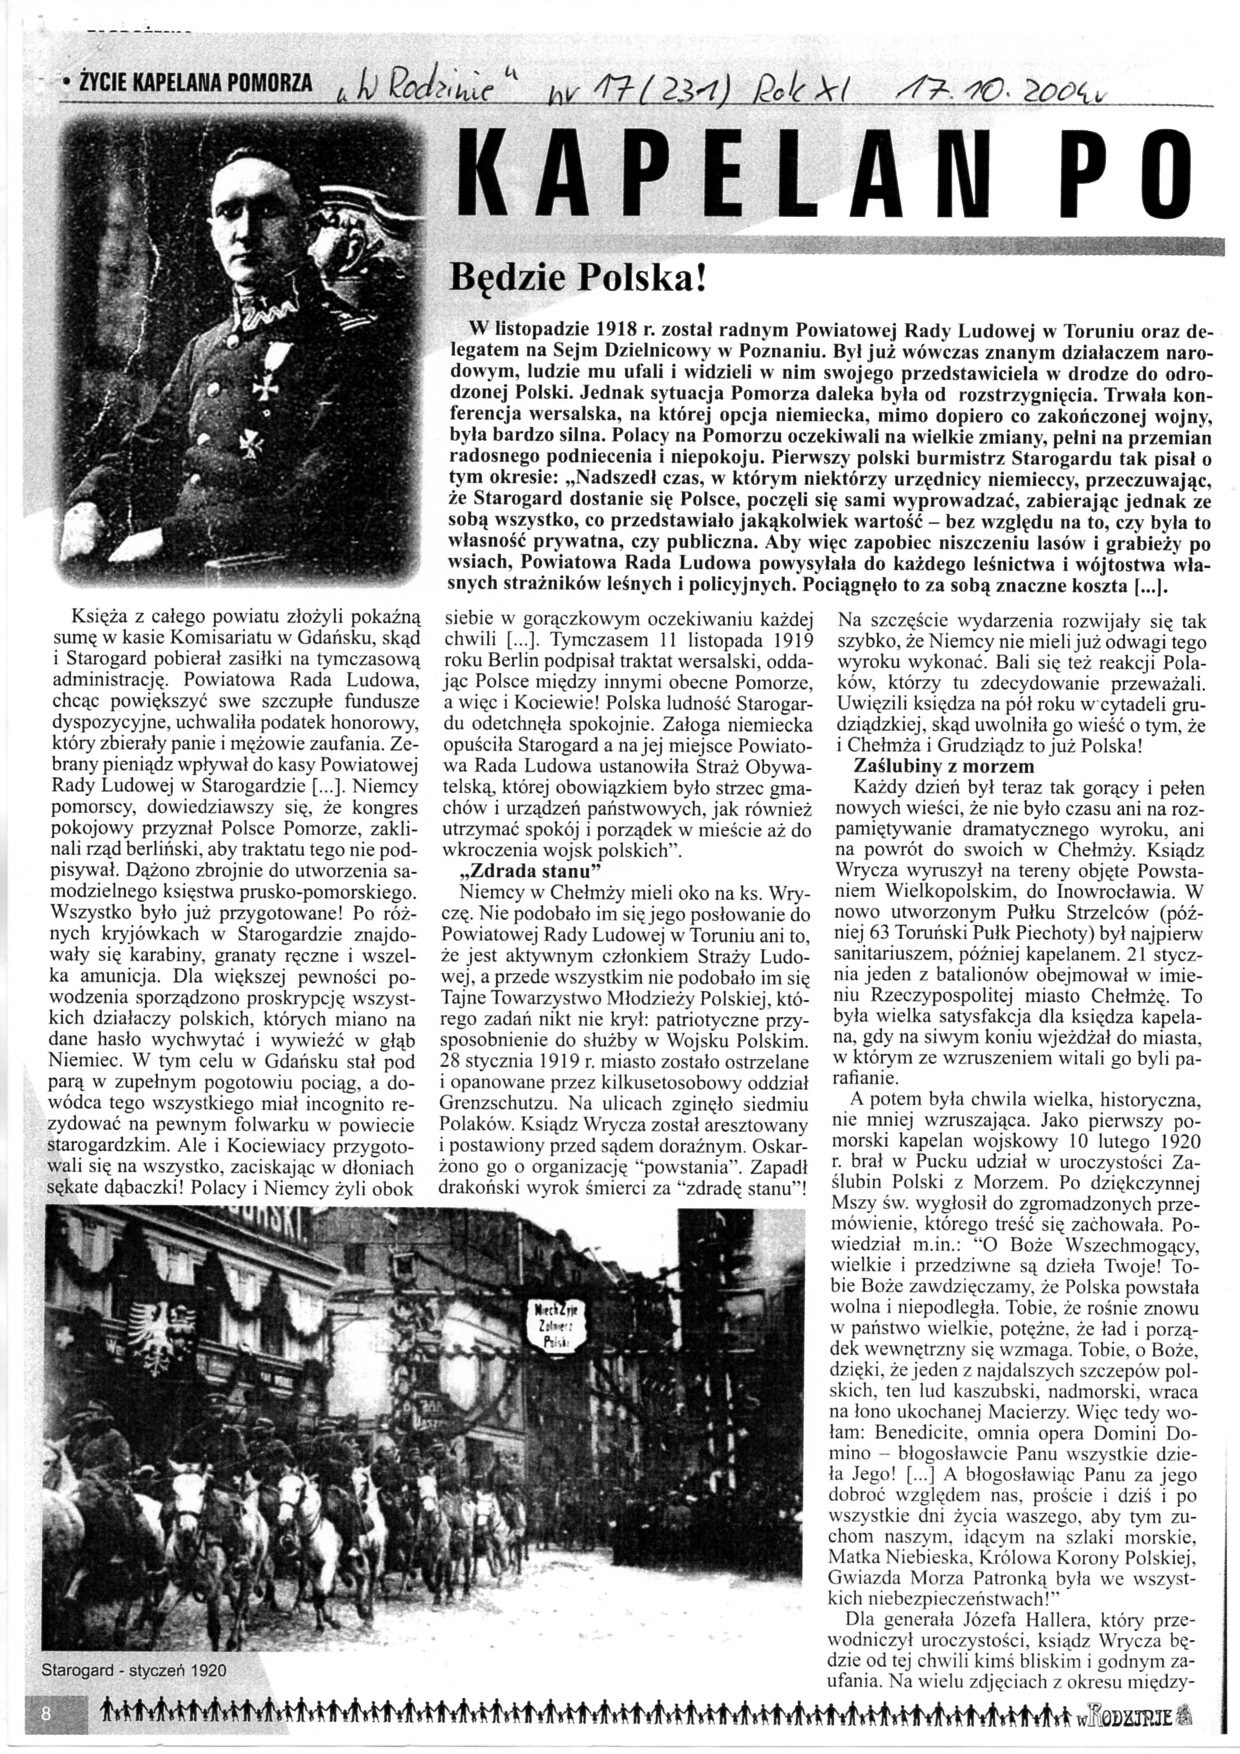 • ŻYCIE KAPELANA POMORZA
„W Rodzinie" nr 17 (231) Rok XI 17.10.2004r
KAPELAN PO
Będzie Polska!
W listopadzie 1918 r. został radnym Powiatowej Rady Ludowej w Toruniu oraz de-
legatem na Sejm Dzielnicowy w Poznaniu. Był już wówczas znanym działaczem naro-
dowym, ludzie mu ufali i widzieli w nim swojego przedstawiciela w drodze do odro-
dzonej Polski. Jednak sytuacja Pomorza daleka była od rozstrzygnięcia. Trwała kon-
ferencja wersalska, na której opcja niemiecka, mimo dopiero co zakończonej wojny,
była bardzo silna. Polacy na Pomorzu oczekiwali na wielkie zmiany, pełni na przemian
radosnego podniecenia i niepokoju. Pierwszy polski burmistrz Starogardu tak pisał o
tym okresie: „Nadszedł czas, w którym niektórzy urzędnicy niemieccy, przeczuwając,
że Starogard dostanie się Polsce, poczęli się sami wyprowadzać, zabierając jednak ze
sobą wszystko, co przedstawiało jakąkolwiek wartość – bez względu na to, czy była to
własność prywatna, czy publiczna. Aby więc zapobiec niszczeniu lasów i grabieży po
wsiach, Powiatowa Rada Ludowa powysyłała do każdego leśnictwa i wójtostwa wła-
snych strażników leśnych i policyjnych. Pociągnęło to za sobą znaczne koszta [...].
Księża z całego powiatu złożyli pokaźną
sumę w kasie Komisariatu w Gdańsku, skąd
i Starogard pobierał zasiłki na tymczasową
administrację. Powiatowa Rada Ludowa,
chcąc powiększyć swe szczupłe fundusze
dyspozycyjne, uchwaliła podatek honorowy,
który zbierały panie i mężowie zaufania. Ze-
brany pieniądz wpływał do kasy Powiatowej
Rady Ludowej w Starogardzie [...]. Niemcy
pomorscy, dowiedziawszy się, że kongres
pokojowy przyznał Polsce Pomorze, zakli-
nali rząd berliński, aby traktatu tego nie pod-
pisywał. Dążono zbrojnie do utworzenia sa-
modzielnego księstwa prusko-pomorskiego.
Wszystko było już przygotowane! Po róż-
nych kryjówkach w Starogardzie znajdo-
wały się karabiny, granaty ręczne i wszel-
ka amunicja. Dla większej pewności po-
wodzenia sporządzono proskrypcję wszyst-
kich działaczy polskich, których miano na
dane hasło wychwytać i wywieźć w głąb
Niemiec. W tym celu w Gdańsku stał pod
parą w zupełnym pogotowiu pociąg, a do-
wódca tego wszystkiego miał incognito re-
zydować na pewnym folwarku w powiecie
starogardzkim. Ale i Kociewiacy przygoto-
wali się na wszystko, zaciskając w dłoniach
sękate dąbaczki! Polacy i Niemcy żyli obok
siebie w gorączkowym oczekiwaniu każdej
chwili [...]. Tymczasem 11 listopada 1919
roku Berlin podpisał traktat wersalski, odda-
jąc Polsce między innymi obecne Pomorze,
a więc i Kociewie! Polska ludność Starogar-
du odetchnęła spokojnie. Załoga niemiecka
opuściła Starogard a na jej miejsce Powiato-
wa Rada Ludowa ustanowiła Straż Obywa-
telską, której obowiązkiem było strzec gma-
chów i urządzeń państwowych, jak również
utrzymać spokój i porządek w mieście aż do
wkroczenia wojsk polskich”.
„Zdrada stanu”
Niemcy w Chełmży mieli oko na ks. Wry-
czę. Nie podobało im się jego posłowanie do
Powiatowej Rady Ludowej w Toruniu ani to,
że jest aktywnym członkiem Straży Ludo-
wej, a przede wszystkim nie podobało im się
Tajne Towarzystwo Młodzieży Polskiej, któ-
rego zadań nikt nie krył: patriotyczne przy-
sposobnienie do służby w Wojsku Polskim.
28 stycznia 1919 r. miasto zostało ostrzelane
i opanowane przez kilkusetosobowy oddział
Grenzschutzu. Na ulicach zginęło siedmiu
Polaków. Ksiądz Wrycza został aresztowany
i postawiony przed sądem doraźnym. Oskar-
żono go o organizację “powstania”. Zapadł
drakoński wyrok śmierci za “zdradę stanu”!
Na szczęście wydarzenia rozwijały się tak
szybko, że Niemcy nie mieli już odwagi tego
wyroku wykonać. Bali się też reakcji Pola-
ków, którzy tu zdecydowanie przeważali.
Uwięzili księdza na pół roku w cytadeli gru-
dziądzkiej, skąd uwolniła go wieść o tym, że
i Chełmża i Grudziądz to już Polska!
Zaślubiny z morzem
Każdy dzień był teraz tak gorący i pełen
nowych wieści, że nie było czasu ani na roz-
pamiętywanie dramatycznego wyroku, ani
na powrót do swoich w Chełmży. Ksiądz
Wrycza wyruszył na tereny objęte Powsta-
niem Wielkopolskim, do Inowrocławia. W
nowo utworzonym Pułku Strzelców (póź-
niej 63 Toruński Pułk Piechoty) był najpierw
sanitariuszem, później kapelanem. 21 stycz-
nia jeden z batalionów obejmował w imie-
niu Rzeczypospolitej miasto Chełmżę. To
była wielka satysfakcja dla księdza kapela-
na, gdy na siwym koniu wjeżdżał do miasta,
w którym ze wzruszeniem witali go byli pa-
rafianie.
A potem była chwila wielka, historyczna,
nie mniej wzruszająca. Jako pierwszy po-
morski kapelan wojskowy 10 lutego 1920
r. brał w Pucku udział w uroczystości Za-
ślubin Polski z Morzem. Po dziękczynnej
Mszy św. wygłosił do zgromadzonych prze-
mówienie, którego treść się zachowała. Po-
wiedział m.in.: “O Boże Wszechmogący,
wielkie i przedziwne są dzieła Twoje! To-
bie Boże zawdzięczamy, że Polska powstała
wolna i niepodległa. Tobie, że rośnie znowu
w państwo wielkie, potężne, że ład i porzą-
dek wewnętrzny się wzmaga. Tobie, o Boże,
dzięki, że jeden z najdalszych szczepów pol-
skich, ten lud kaszubski, nadmorski, wraca
na łono ukochanej Macierzy. Więc tedy wo-
łam: Benedicite, omnia opera Domini Do-
mino – błogosławcie Panu wszystkie dzie-
ła Jego! [...] A błogosławiąc Panu za jego
dobroć względem nas, proście i dziś i po
wszystkie dni życia waszego, aby tym zu-
chom naszym, idącym na szlaki morskie,
Matka Niebieska, Królowa Korony Polskiej,
Gwiazda Morza Patronką była we wszyst-
kich niebezpieczeństwach!”
Dla generała Józefa Hallera, który prze-
wodniczył uroczystości, ksiądz Wrycza bę-
dzie od tej chwili kimś bliskim i godnym za-
ufania. Na wielu zdjęciach z okresu między-
Niech Żyje
Żołnierz
Polski
Starogard - styczeń 1920
8
w RODZINIE